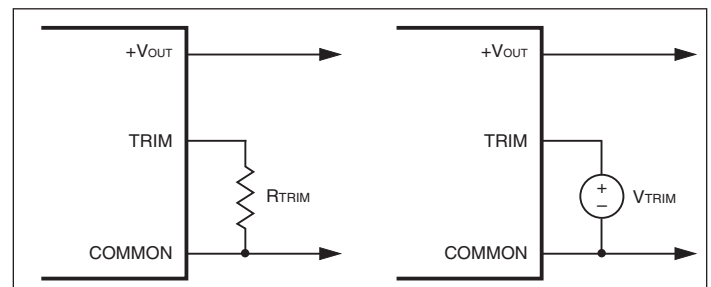 +VOUT
TRIM
RTRIM
COMMON
+VOUT
TRIM
+
–
VTRIM
COMMON